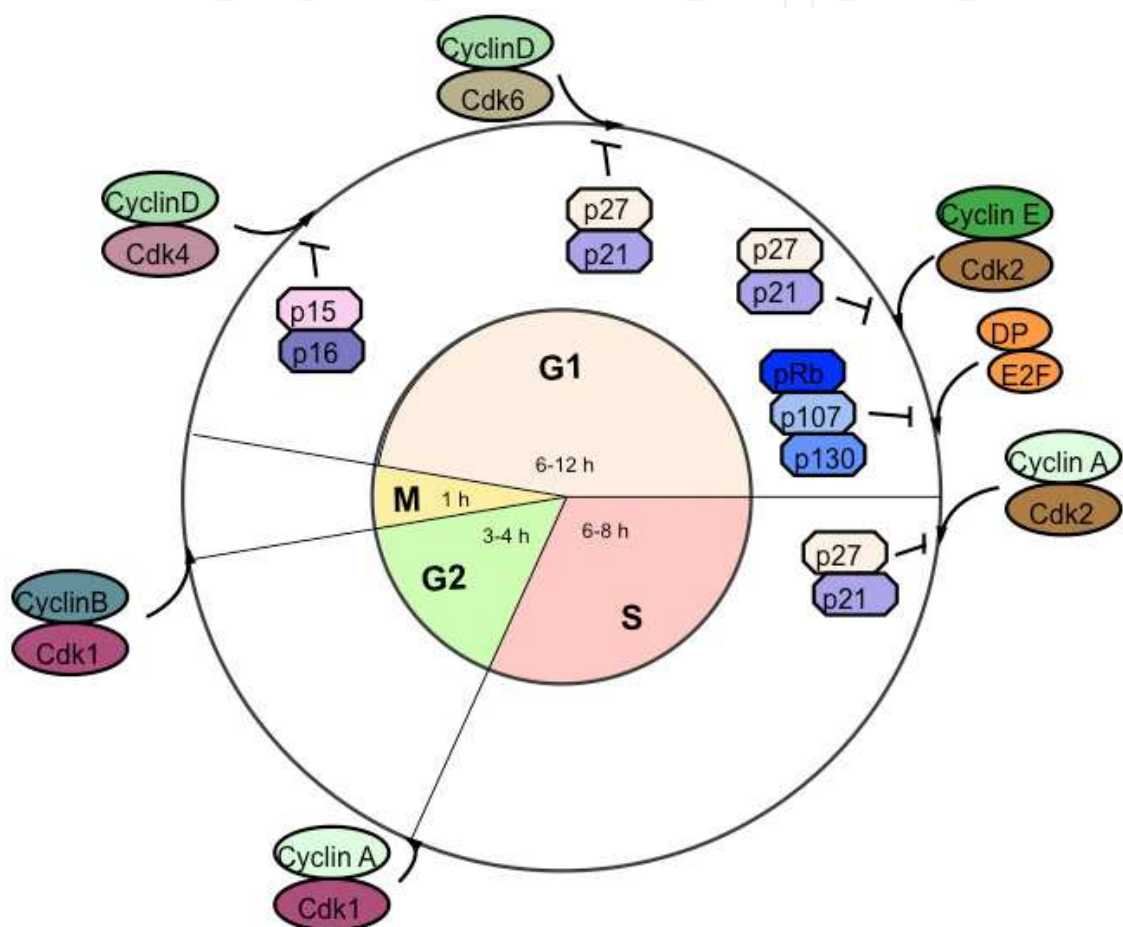 CyclinD
Cdk6
CyclinD
Cdk4
p27
p21
Cyclin E
Cdk2
p27
p21
p15
p16
DP
E2F
G1
pRb
p107
p130
6-12 h
Cyclin A
Cdk2
M
1 h
3-4 h
6-8 h
p27
p21
G2
S
CyclinB
Cdk1
Cyclin A
Cdk1